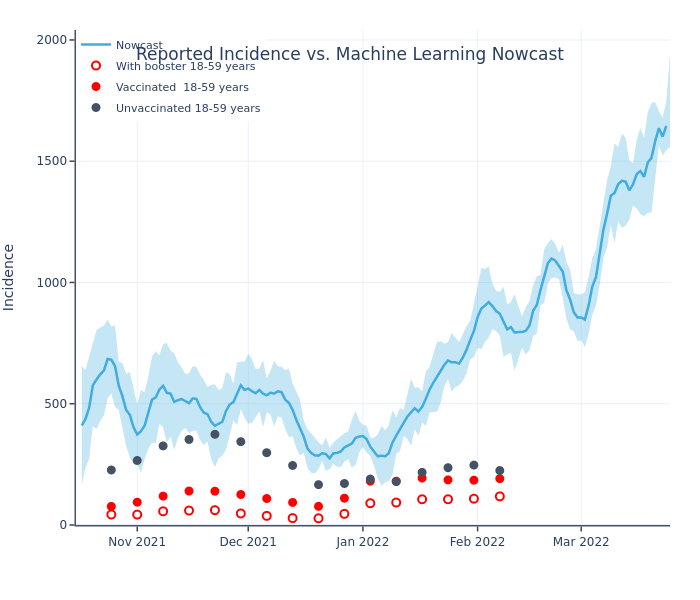 Reported Incidence vs. Machine Learning Nowcast
Nowcast
With booster 18-59 years
Vaccinated  18-59 years
Unvaccinated 18-59 years
Incidence
2000
1500
1000
500
0
Nov 2021
Dec 2021
Jan 2022
Feb 2022
Mar 2022